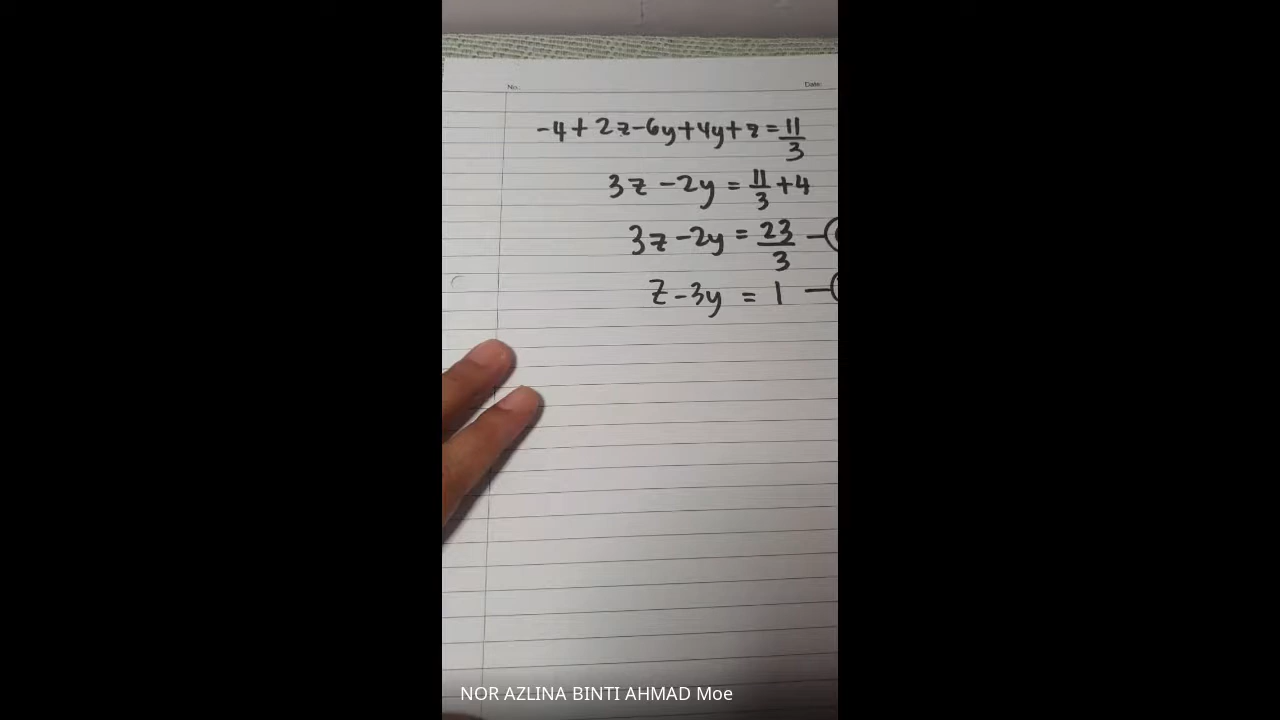 No. Date:
-4 + 2z - 6y + 4y + z = 11/3
3z - 2y = 11/3 + 4
3z - 2y = 23/3 —
z - 3y = 1 —
NOR AZLINA BINTI AHMAD Moe